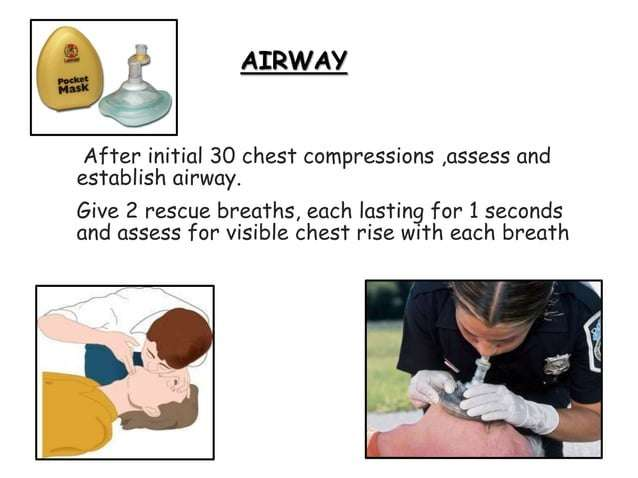 Pocket
Mask
AIRWAY
After initial 30 chest compressions ,assess and
establish airway.
Give 2 rescue breaths, each lasting for 1 seconds
and assess for visible chest rise with each breath